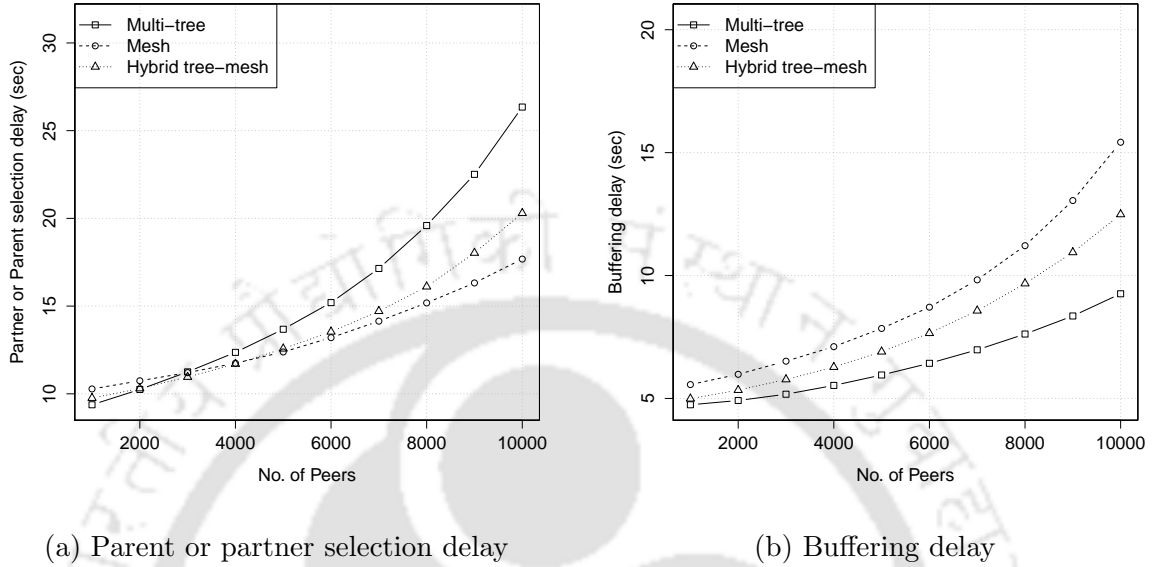 Multi−tree
Mesh
Hybrid tree−mesh
Partner or Parent selection delay (sec)
30
25
20
15
10
2000 4000 6000 8000 10000
No. of Peers
(a) Parent or partner selection delay
Multi−tree
Mesh
Hybrid tree−mesh
Buffering delay (sec)
20
15
10
5
2000 4000 6000 8000 10000
No. of Peers
(b) Buffering delay